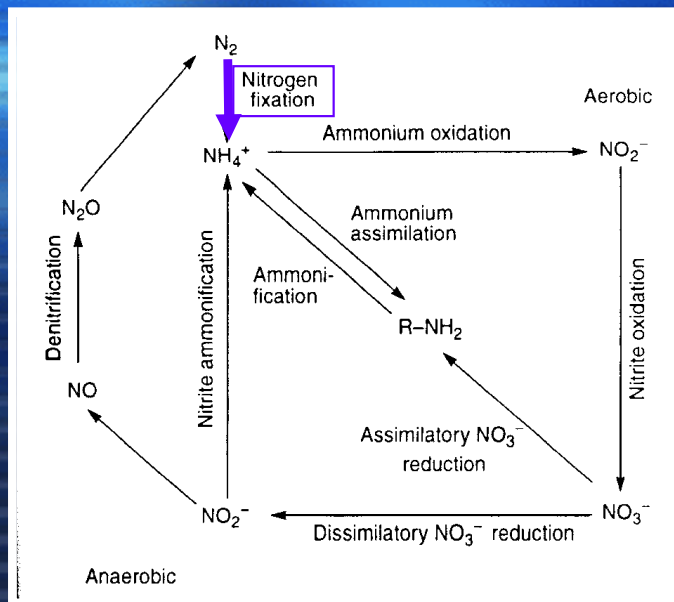 N₂
Nitrogen
fixation
Aerobic
Ammonium oxidation
NH₄⁺
NO₂⁻
N₂O
Ammonium
assimilation
Ammoni-
fication
Denitrification
Nitrite ammonification
Nitrite oxidation
R–NH₂
NO
Assimilatory NO₃⁻
reduction
NO₂⁻
NO₃⁻
Dissimilatory NO₃⁻ reduction
Anaerobic